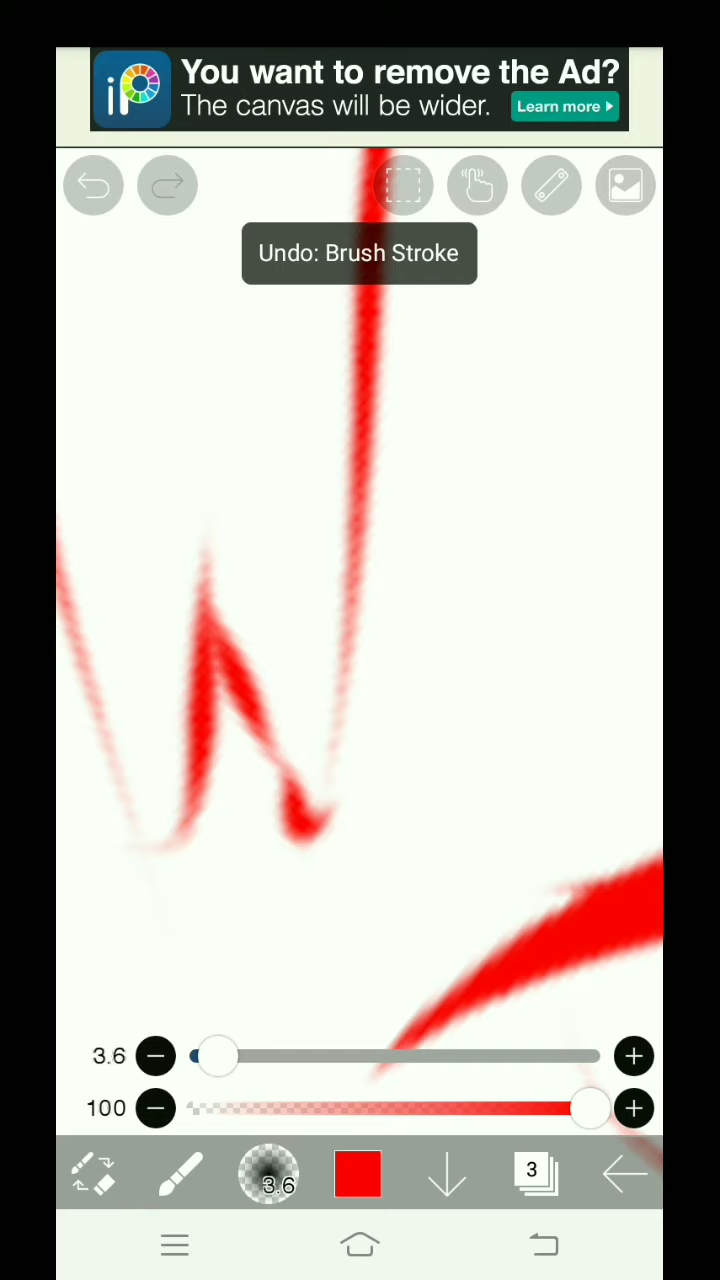 You want to remove the Ad?
iP
The canvas will be wider.
Learn more
Undo: Brush Stroke
3.6
100
3.6
3